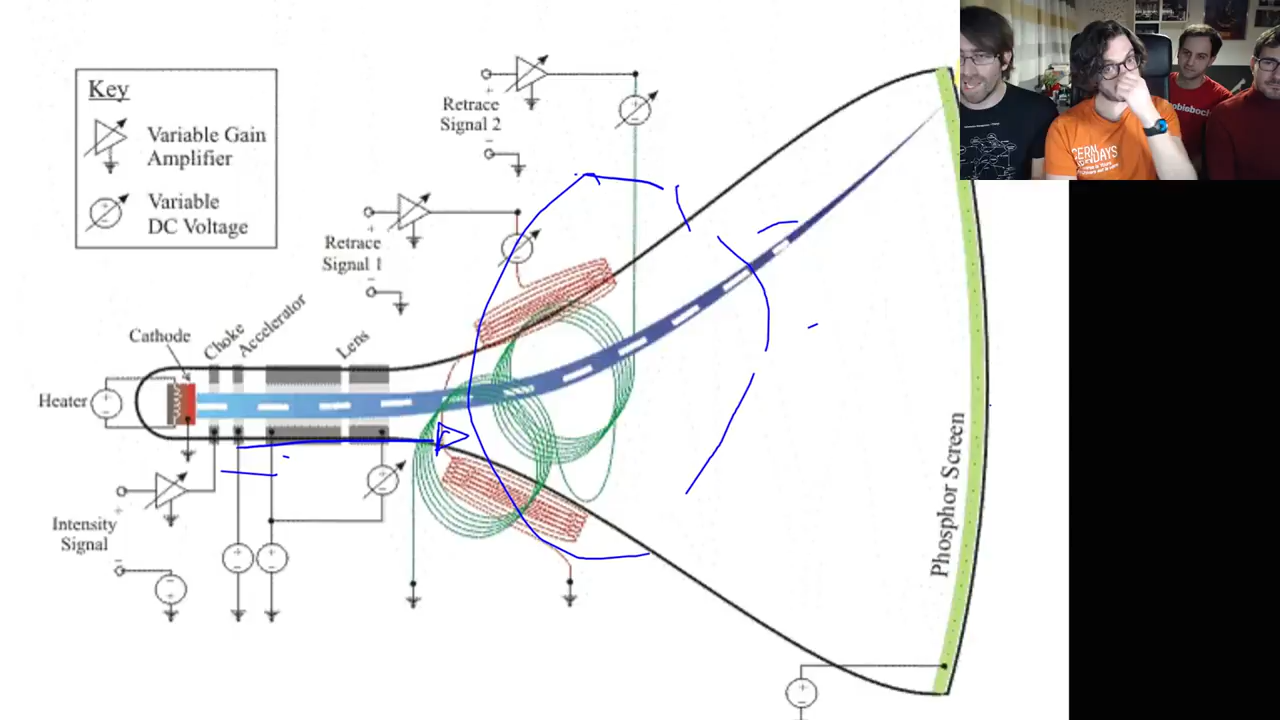 Key
Variable Gain
Amplifier
Variable
DC Voltage
Retrace
Signal 2
+
−
Retrace
Signal 1
+
−
Cathode
Choke
Accelerator
Lens
Heater
Intensity
Signal
+
−
Phosphor Screen
CERN